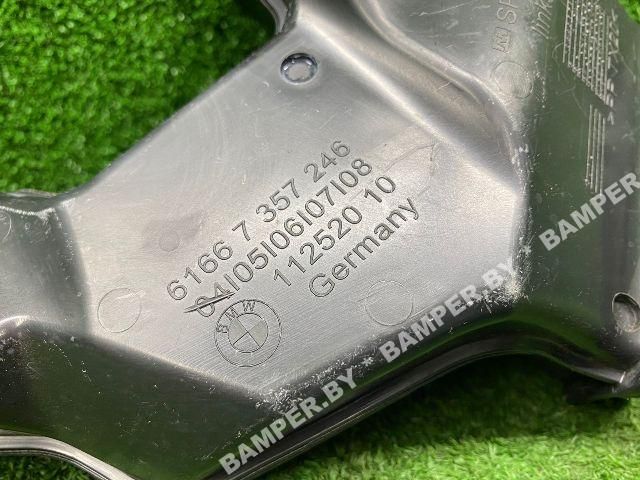 6166 7 357 246
04|05|06|07|08
112520 10
Germany
BMW
link
BAMPER.BY * BAMPER.BY * BAMPER.BY